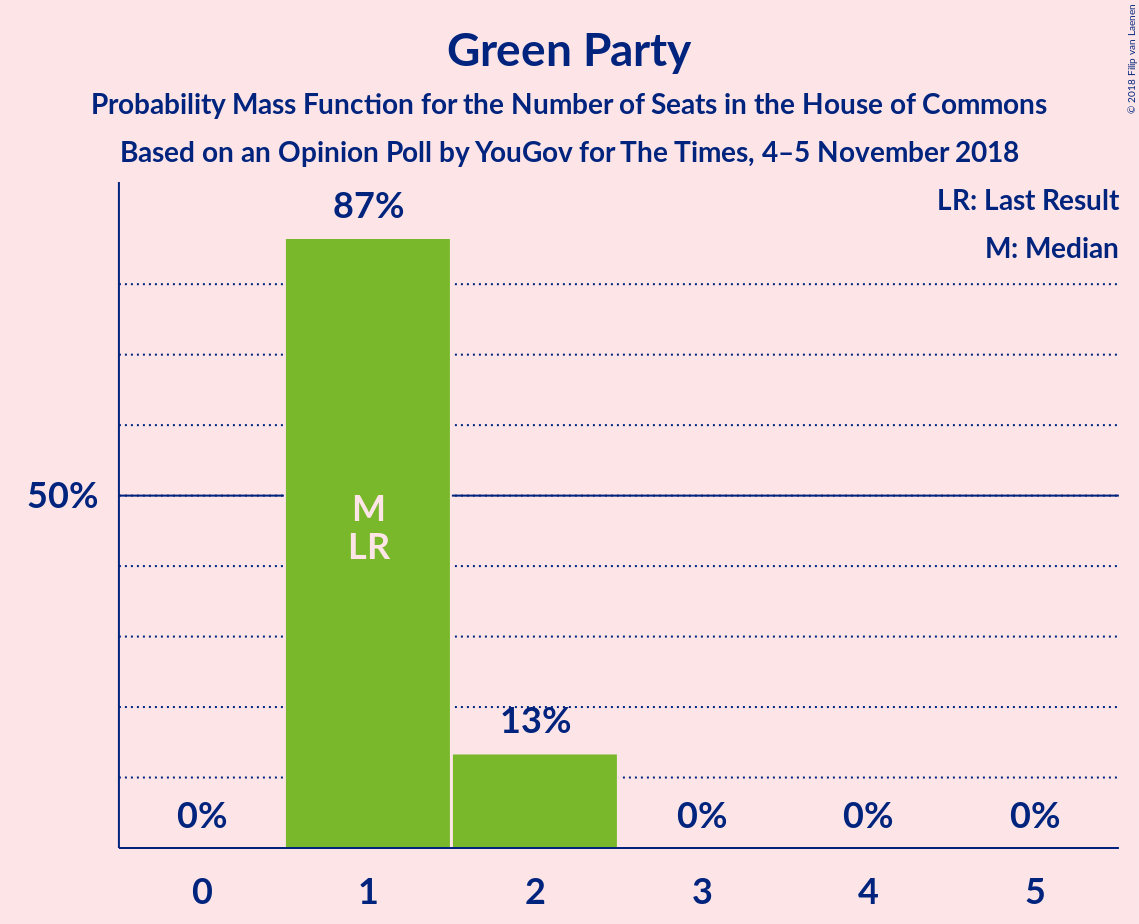 Green Party
Probability Mass Function for the Number of Seats in the House of Commons
Based on an Opinion Poll by YouGov for The Times, 4–5 November 2018
© 2018 Filip van Laenen
LR: Last Result
M: Median
87%
50%
M
LR
13%
0%
0%
0%
0%
0
1
2
3
4
5